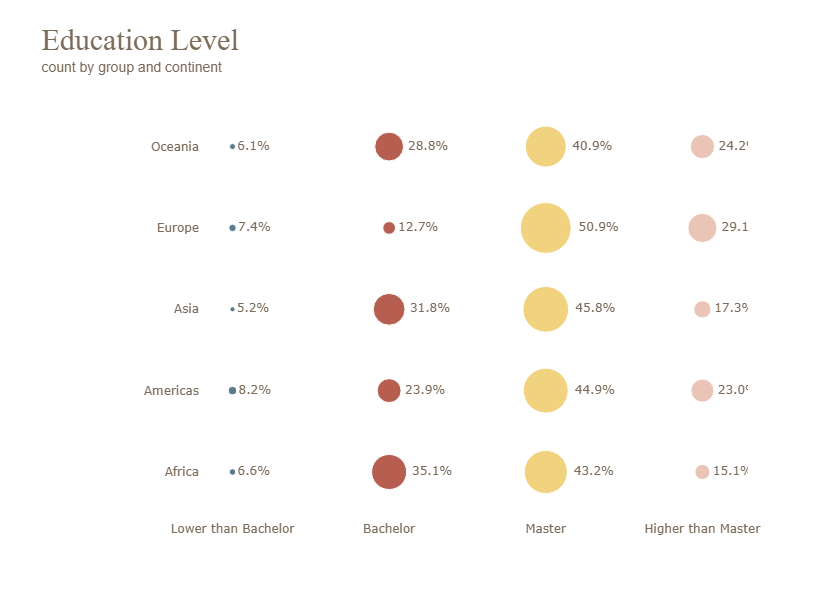 Education Level
count by group and continent
Oceania 6.1% 28.8% 40.9% 24.2
Europe 7.4% 12.7% 50.9% 29.1
Asia 5.2% 31.8% 45.8% 17.3%
Americas 8.2% 23.9% 44.9% 23.0
Africa 6.6% 35.1% 43.2% 15.1%
Lower than Bachelor Bachelor Master Higher than Master